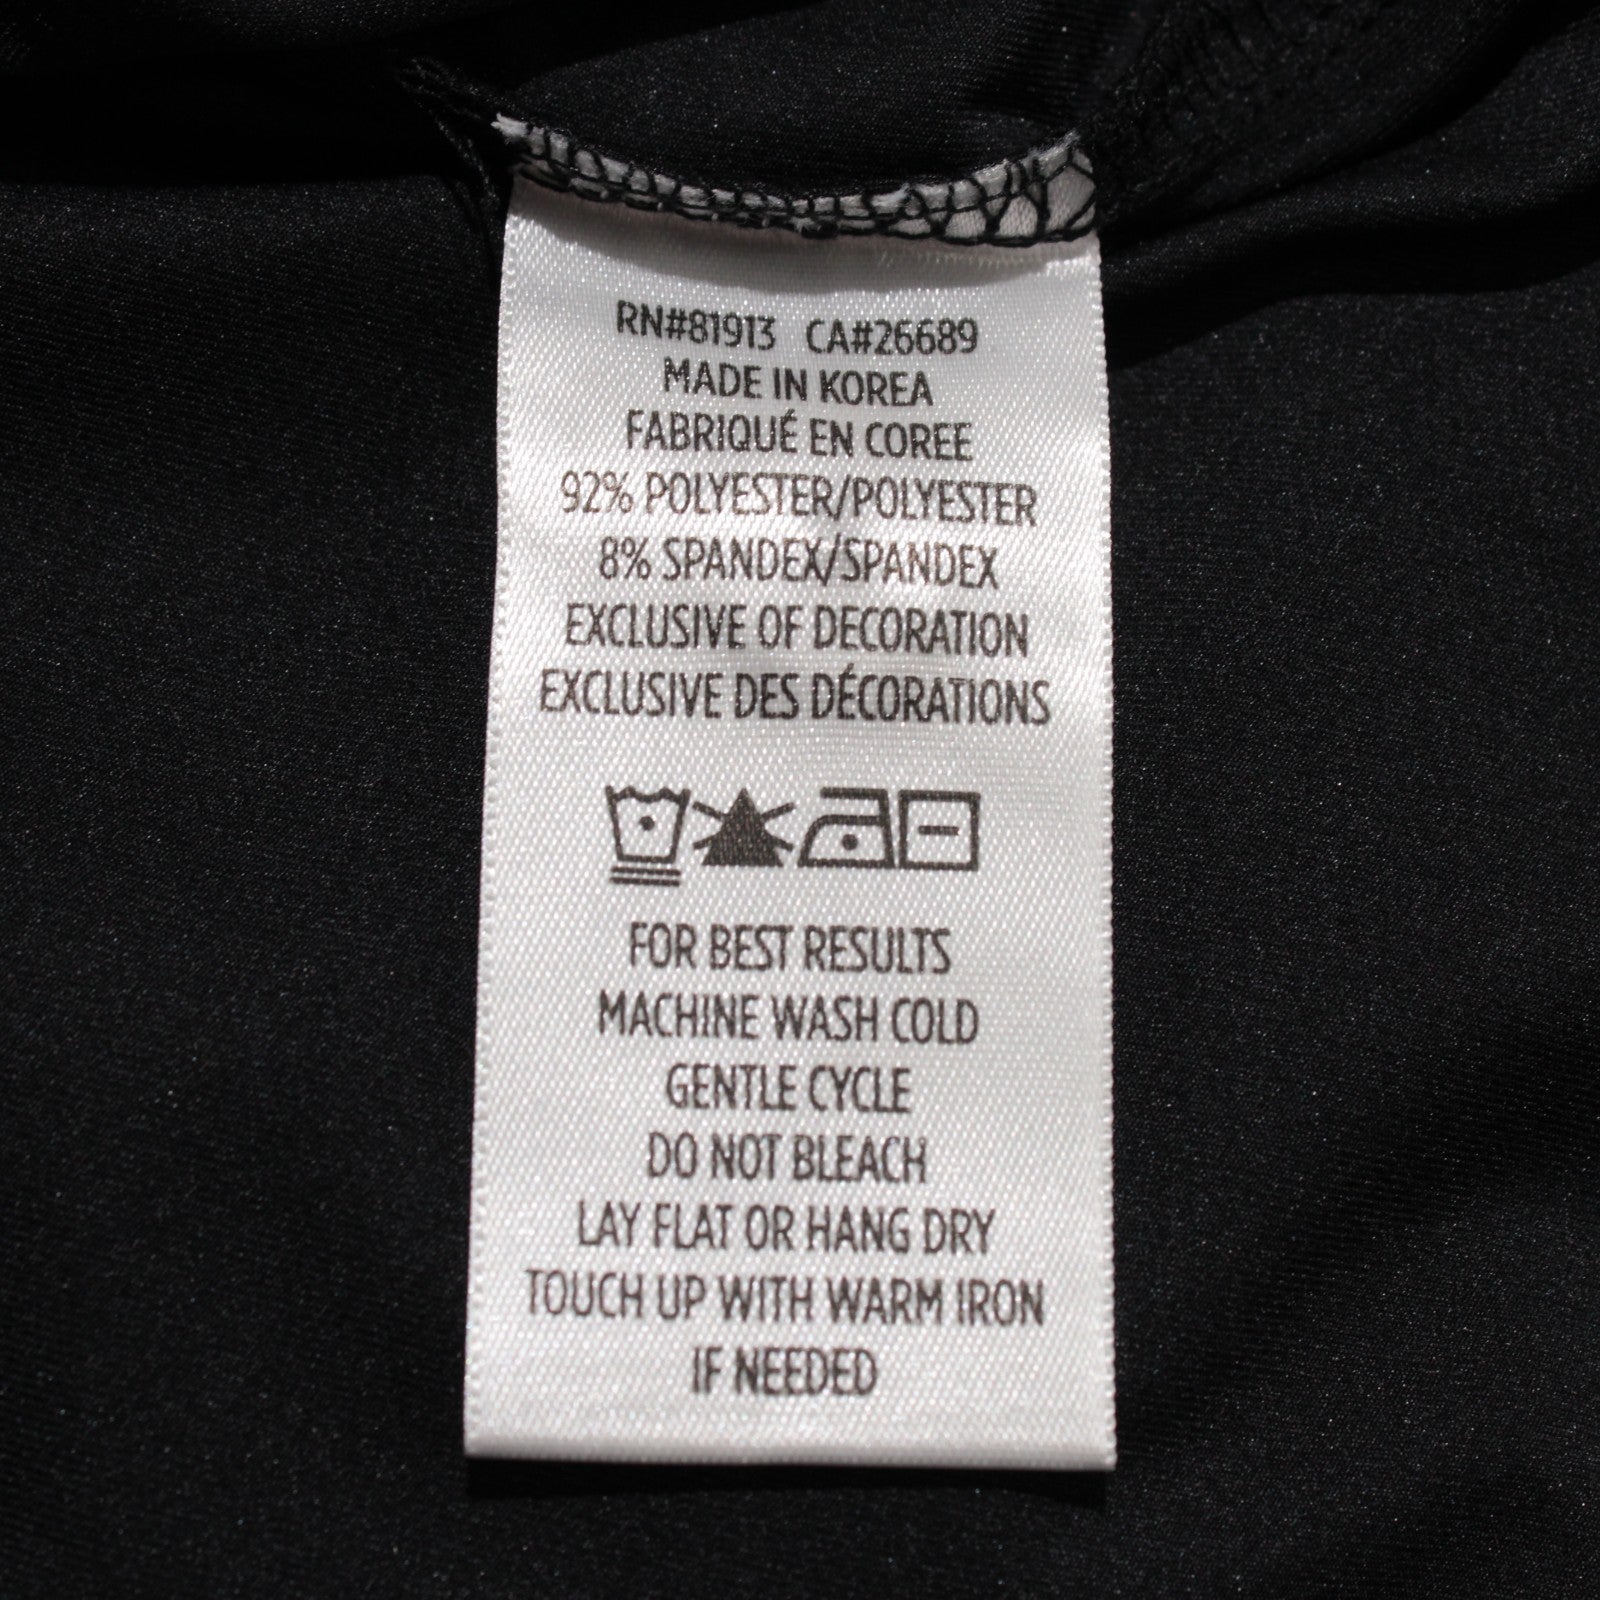 RN#81913 CA#26689
MADE IN KOREA
FABRIQUÉ EN COREE
92% POLYESTER/POLYESTER
8% SPANDEX/SPANDEX
EXCLUSIVE OF DECORATION
EXCLUSIVE DES DÉCORATIONS
FOR BEST RESULTS
MACHINE WASH COLD
GENTLE CYCLE
DO NOT BLEACH
LAY FLAT OR HANG DRY
TOUCH UP WITH WARM IRON
IF NEEDED